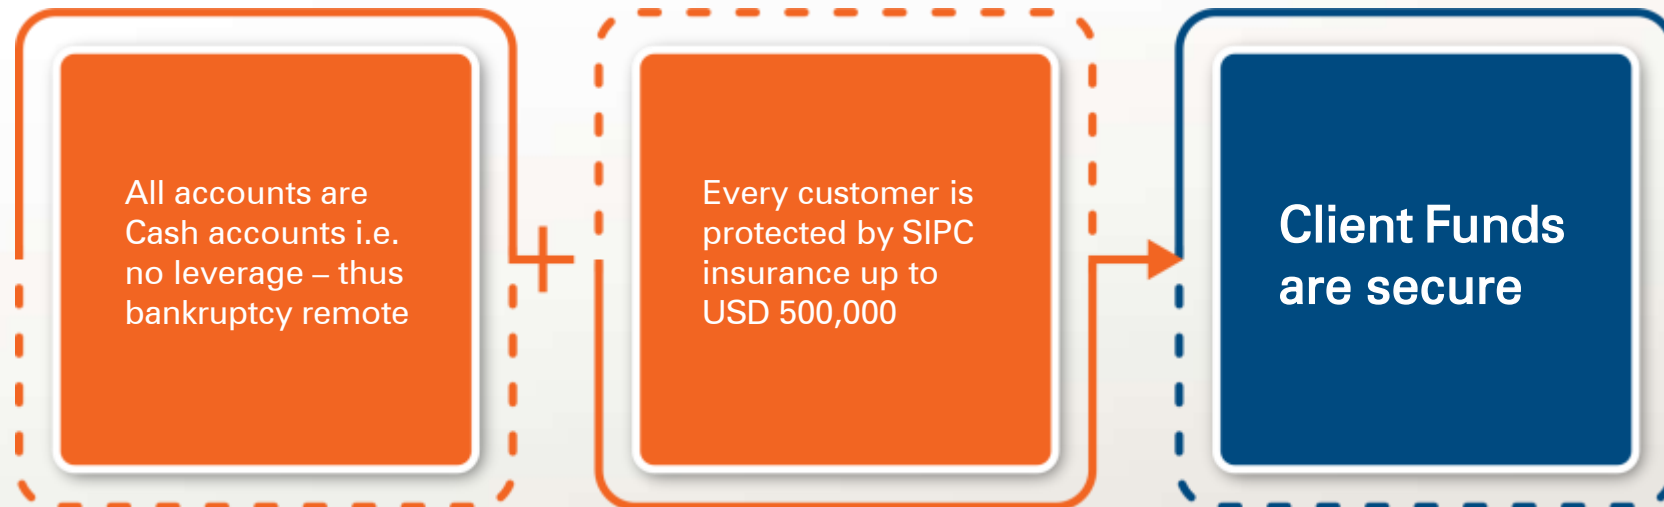 All accounts are
Cash accounts i.e.
no leverage – thus
bankruptcy remote
Every customer is
protected by SIPC
insurance up to
USD 500,000
Client Funds
are secure